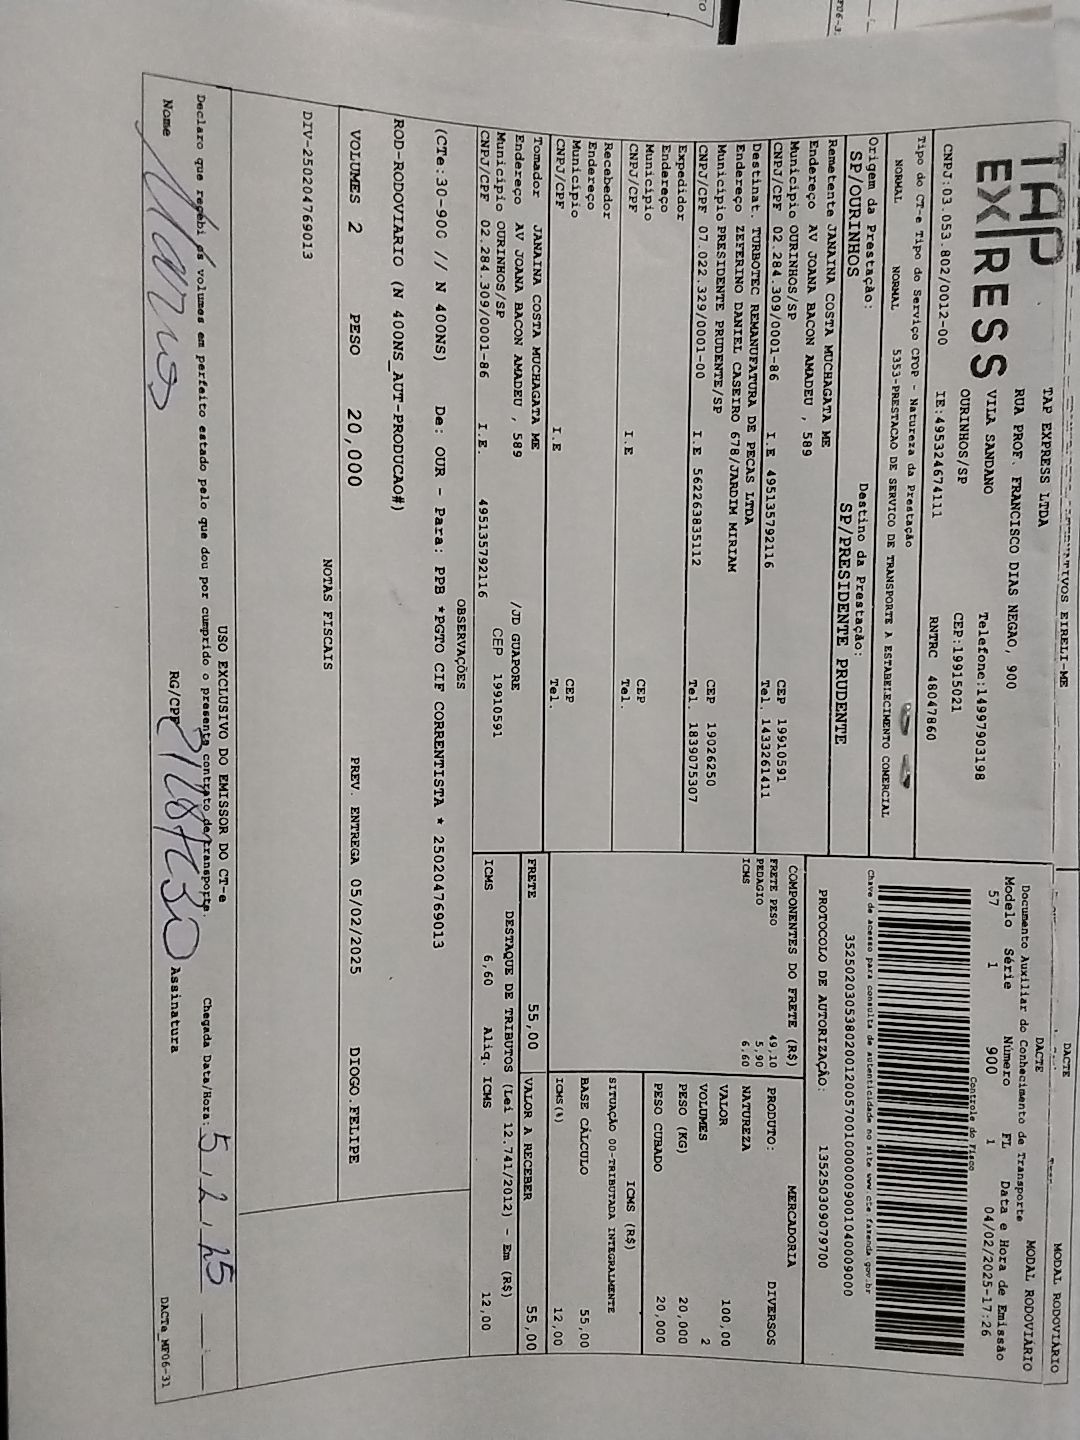 TAP
EXPRESS
TAP EXPRESS LTDA
RUA PROF. FRANCISCO DIAS NEGAO, 900
VILA SANDANO
OURINHOS/SP
Telefone:14997903198
CEP:19915021
CNPJ:03.053.802/0012-00 IE:495324674111 RNTRC 48047860
DACTE MODAL RODOVIÁRIO
DACTE MODAL RODOVIÁRIO
Documento Auxiliar do Conhecimento de Transporte
Modelo Série Número FL Data e Hora de Emissão
57 1 900 1 04/02/2025-17:26
Controle do Fisco
Chave de acesso para consulta de autenticidade no site www.cte.fazenda.gov.br
35250203053802001200570010000009001040009000
PROTOCOLO DE AUTORIZAÇÃO: 135250309079700
Tipo do CT-e Tipo do Serviço CFOP - Natureza da Prestação
NORMAL NORMAL 5353-PRESTACAO DE SERVICO DE TRANSPORTE A ESTABELECIMENTO COMERCIAL
Origem da Prestação: Destino da Prestação:
SP/OURINHOS SP/PRESIDENTE PRUDENTE
Remetente JANAINA COSTA MUCHAGATA ME
Endereço AV JOANA BACON AMADEU , 589
Municipio OURINHOS/SP CEP 19910591
CNPJ/CPF 02.284.309/0001-86 I.E 495135792116 Tel. 1433261411
Destinat. TURBOTEC REMANUFATURA DE PECAS LTDA
Endereço ZEFERINO DANIEL CASEIRO 678/JARDIM MIRIAM
Municipio PRESIDENTE PRUDENTE/SP CEP 19026250
CNPJ/CPF 07.022.329/0001-00 I.E 562263835112 Tel. 1839075307
Expedidor
Endereço
Municipio CEP
CNPJ/CPF I.E Tel.
Recebedor
Endereço
Municipio CEP
CNPJ/CPF I.E Tel.
Tomador JANAINA COSTA MUCHAGATA ME
Endereço AV JOANA BACON AMADEU , 589 /JD GUAPORE
Municipio OURINHOS/SP CEP 19910591
CNPJ/CPF 02.284.309/0001-86 I.E. 495135792116
COMPONENTES DO FRETE (R$)
FRETE PESO 49,10
PEDAGIO 5,90
ICMS 6,60
MERCADORIA
PRODUTO: DIVERSOS
NATUREZA
VALOR 100,00
VOLUMES 2
PESO (KG) 20,000
PESO CUBADO 20,000
ICMS (R$)
SITUAÇÃO 00-TRIBUTADA INTEGRALMENTE
BASE CÁLCULO 55,00
ICMS(%) 12,00
FRETE 55,00 VALOR A RECEBER 55,00
DESTAQUE DE TRIBUTOS (Lei 12.741/2012) - Em (R$)
ICMS 6,60 Aliq. ICMS 12,00
OBSERVAÇÕES
(CTe:30-900 // N 400NS) De: OUR - Para: PPB *PGTO CIF CORRENTISTA * 250204769013
ROD-RODOVIARIO (N 400NS_AUT-PRODUCAO#)
VOLUMES 2 PESO 20,000 PREV. ENTREGA 05/02/2025 DIOGO.FELIPE
NOTAS FISCAIS
DIV-250204769013
USO EXCLUSIVO DO EMISSOR DO CT-e
Declaro que recebi os volumes em perfeito estado pelo que dou por cumprido o presente contrato de transporte. Chegada Data/Hora: 5,2,25
Nome RG/CPF Assinatura
DACTe_MF06-31